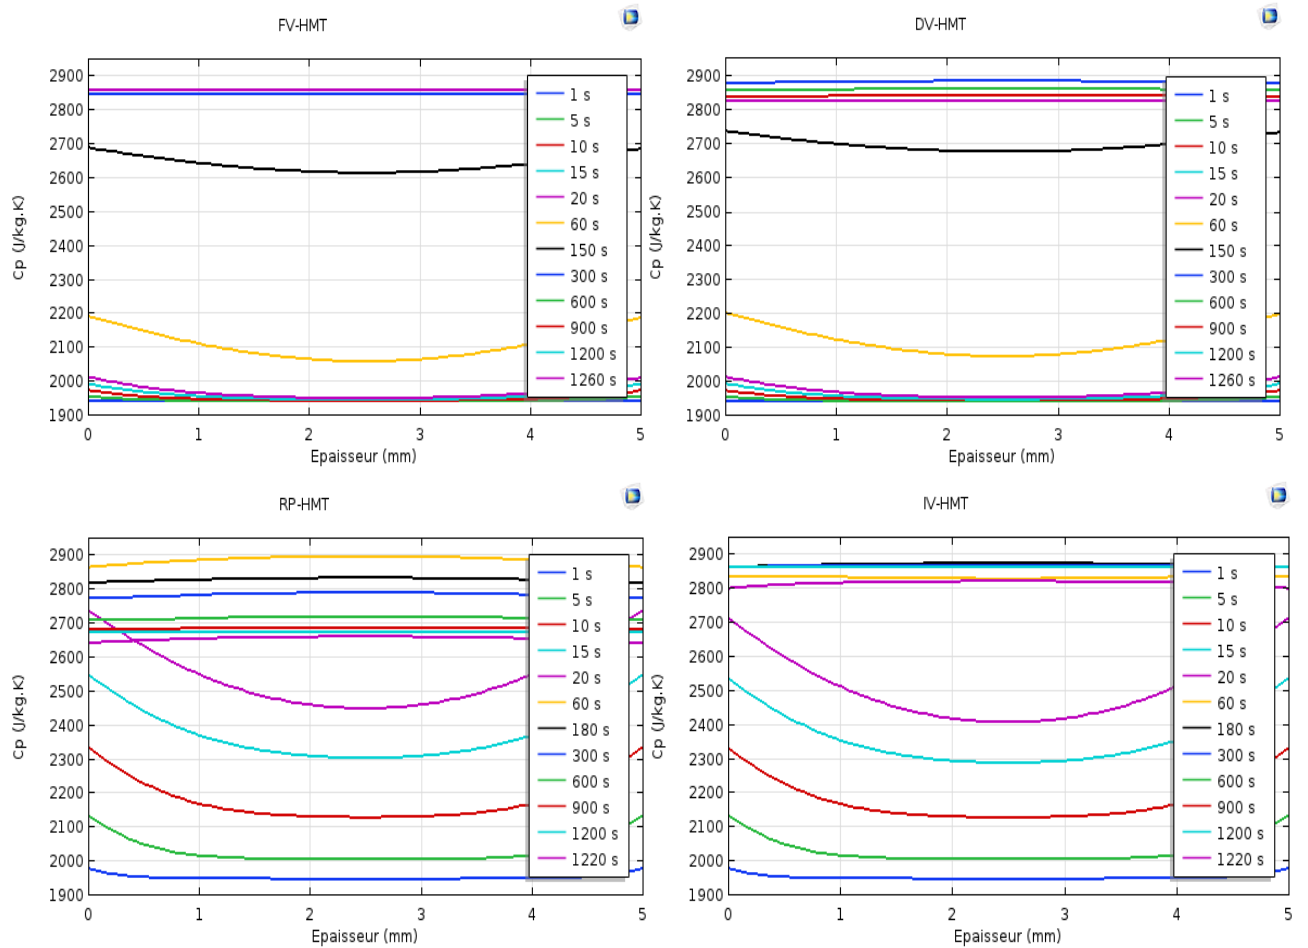 FV-HMT
2900
2800
2700
2600
2500
2400
2300
2200
2100
2000
1900
Cp (J/kg.K)
0 1 2 3 4 5
Epaisseur (mm)
1 s
5 s
10 s
15 s
20 s
60 s
150 s
300 s
600 s
900 s
1200 s
1260 s
DV-HMT
2900
2800
2700
2600
2500
2400
2300
2200
2100
2000
1900
Cp (J/kg.K)
0 1 2 3 4 5
Epaisseur (mm)
1 s
5 s
10 s
15 s
20 s
60 s
150 s
300 s
600 s
900 s
1200 s
1260 s
RP-HMT
2900
2800
2700
2600
2500
2400
2300
2200
2100
2000
1900
Cp (J/kg.K)
0 1 2 3 4 5
Epaisseur (mm)
1 s
5 s
10 s
15 s
20 s
60 s
180 s
300 s
600 s
900 s
1200 s
1220 s
IV-HMT
2900
2800
2700
2600
2500
2400
2300
2200
2100
2000
1900
Cp (J/kg.K)
0 1 2 3 4 5
Epaisseur (mm)
1 s
5 s
10 s
15 s
20 s
60 s
180 s
300 s
600 s
900 s
1200 s
1220 s